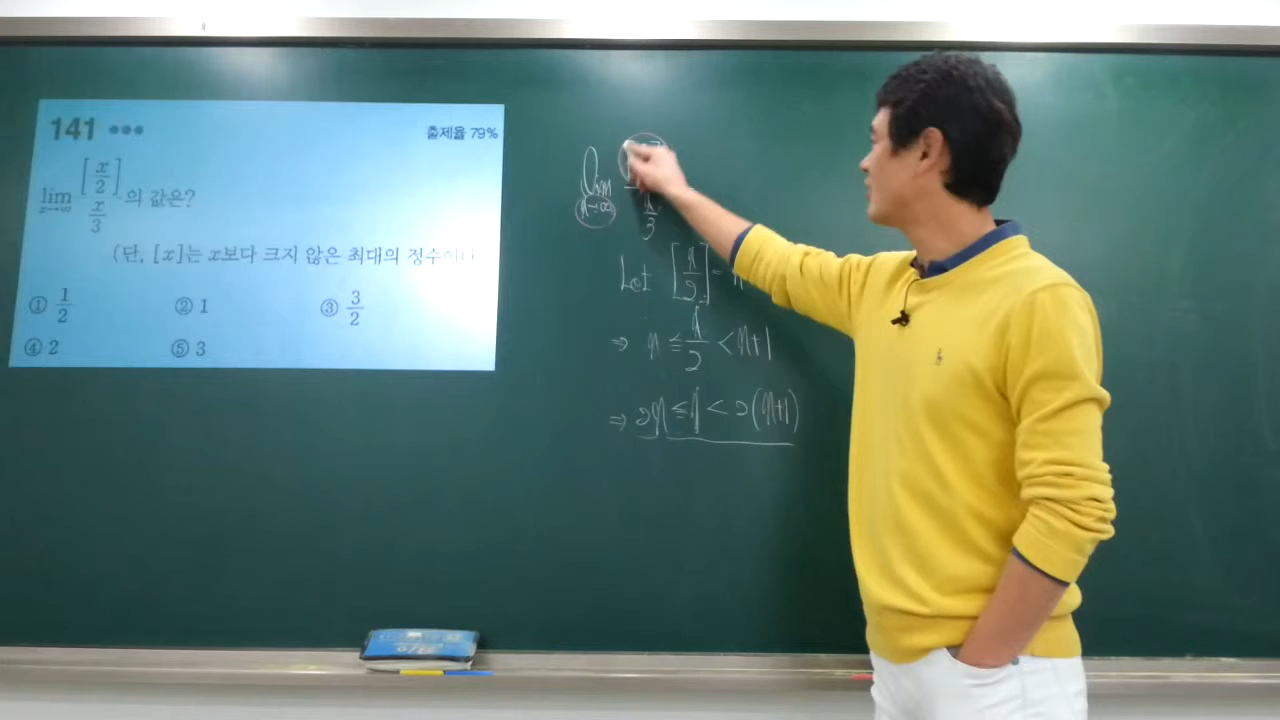 141 ●●●
출제율 79%
lim x→∞ [x/2] / x/3 의 값은?
(단, [x]는 x보다 크지 않은 최대의 정수이다
① 1/2 ② 1 ③ 3/2
④ 2 ⑤ 3
lim x→∞ x/3
Let [x/2] = n
⇒ n ≤ x/2 < n+1
⇒ 2n ≤ x < 2(n+1)